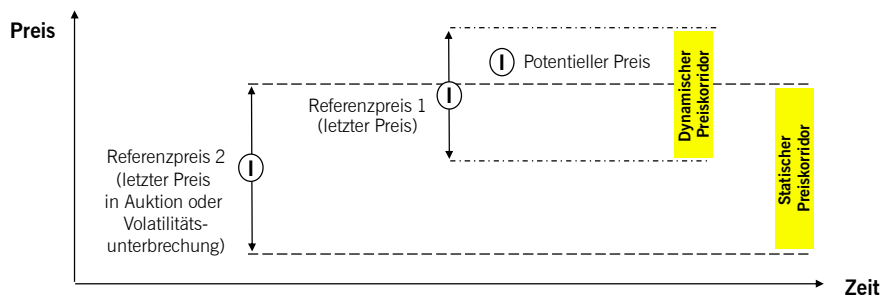 Preis
I Potentieller Preis
Dynamischer
Preiskorridor
Referenzpreis 1
(letzter Preis)
I
Statischer
Preiskorridor
Referenzpreis 2
(letzter Preis
in Auktion oder
Volatilitäts-
unterbrechung)
I
Zeit